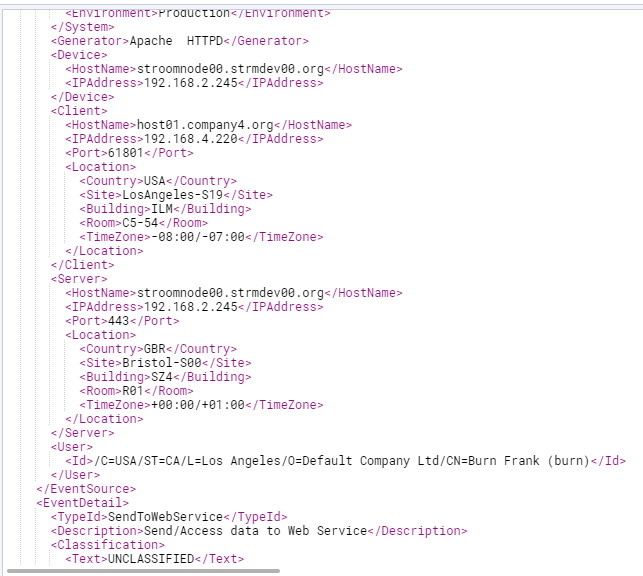 <Environment>Production</Environment>
</System>
<Generator>Apache  HTTPD</Generator>
<Device>
<HostName>stroomnode00.strmdev00.org</HostName>
<IPAddress>192.168.2.245</IPAddress>
</Device>
<Client>
<HostName>host01.company4.org</HostName>
<IPAddress>192.168.4.220</IPAddress>
<Port>61801</Port>
<Location>
<Country>USA</Country>
<Site>LosAngeles-S19</Site>
<Building>ILM</Building>
<Room>C5-54</Room>
<TimeZone>-08:00/-07:00</TimeZone>
</Location>
</Client>
<Server>
<HostName>stroomnode00.strmdev00.org</HostName>
<IPAddress>192.168.2.245</IPAddress>
<Port>443</Port>
<Location>
<Country>GBR</Country>
<Site>Bristol-S00</Site>
<Building>SZ4</Building>
<Room>R01</Room>
<TimeZone>+00:00/+01:00</TimeZone>
</Location>
</Server>
<User>
<Id>/C=USA/ST=CA/L=Los Angeles/O=Default Company Ltd/CN=Burn Frank (burn)</Id>
</User>
</EventSource>
<EventDetail>
<TypeId>SendToWebService</TypeId>
<Description>Send/Access data to Web Service</Description>
<Classification>
<Text>UNCLASSIFIED</Text>